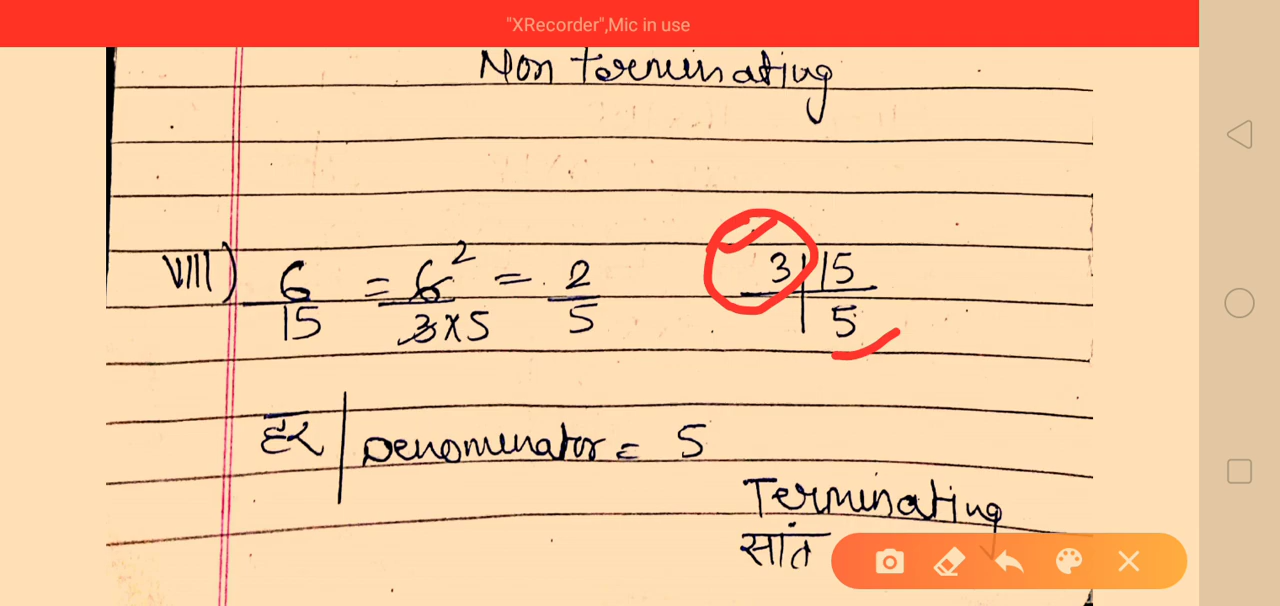 "XRecorder",Mic in use
Non terminating
VIII) 6/15 = 6 2/3x5 = 2/5
3 | 15
5
हर | Denominator = 5
Terminating
सांत